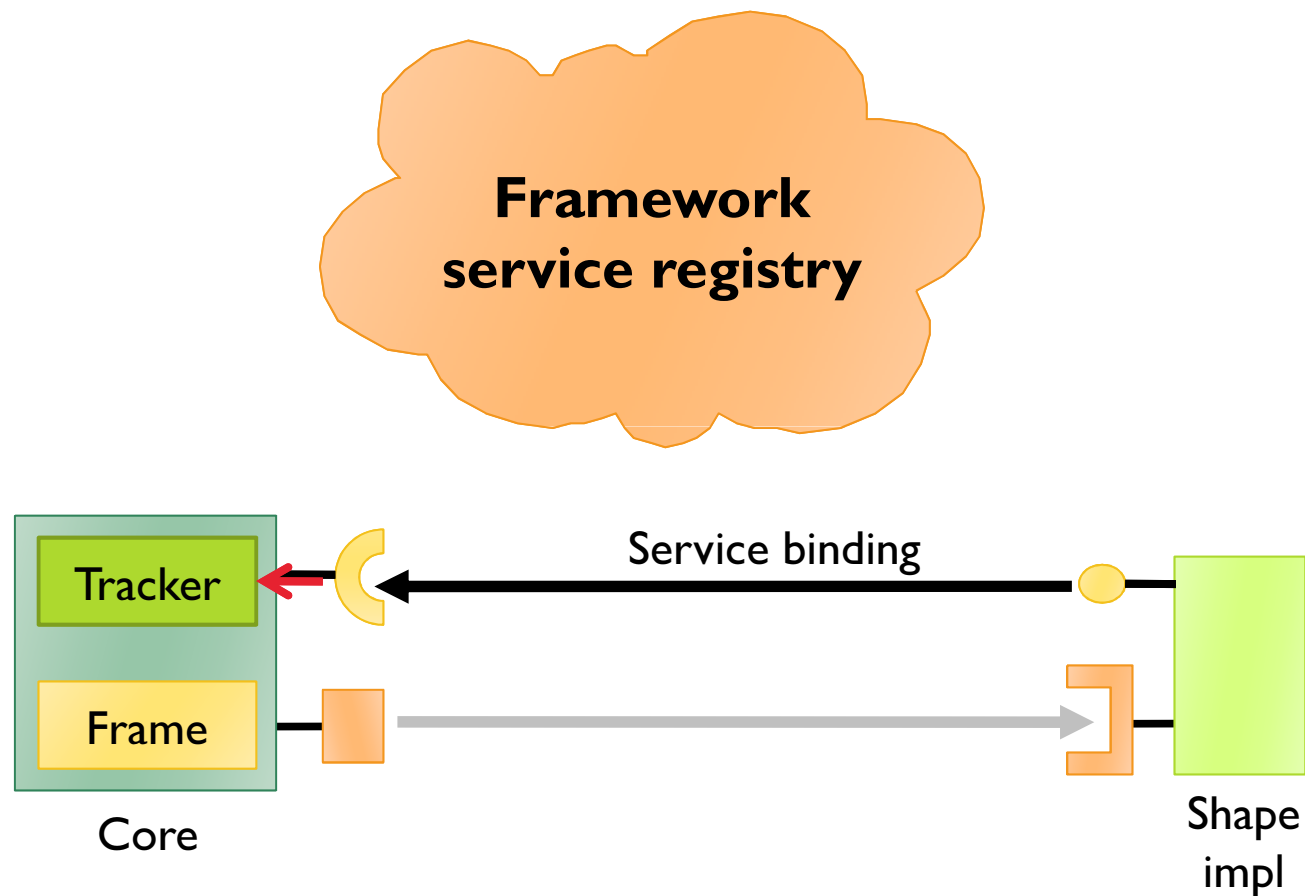 Framework
service registry
Service binding
Tracker
Frame
Core
Shape
impl